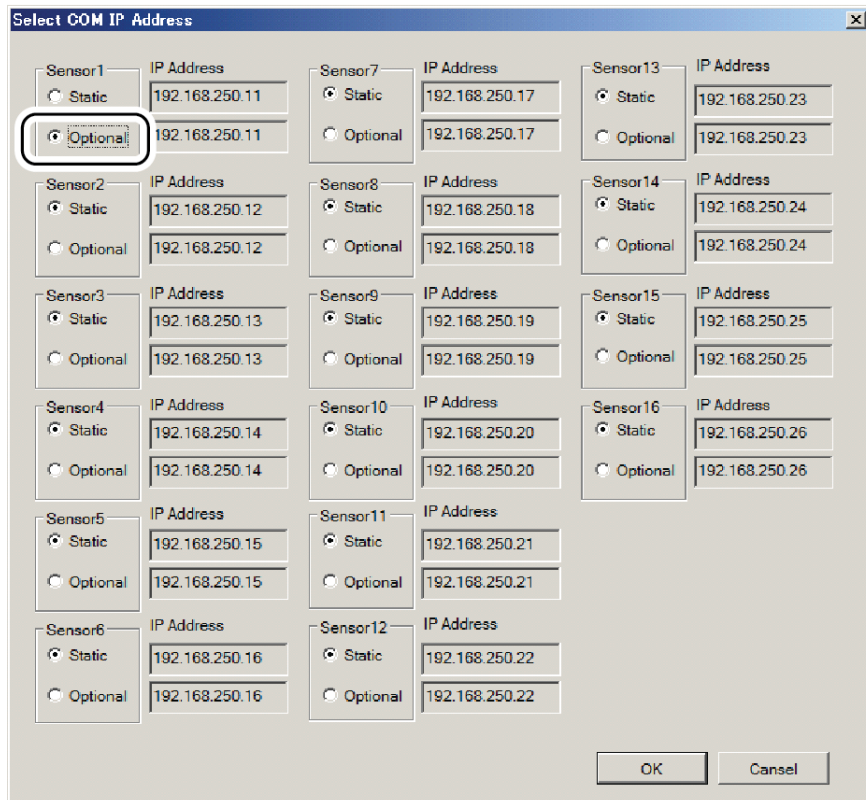 Select COM IP Address
Sensor1 IP Address
Static 192.168.250.11
Optional 192.168.250.11
Sensor2 IP Address
Static 192.168.250.12
Optional 192.168.250.12
Sensor3 IP Address
Static 192.168.250.13
Optional 192.168.250.13
Sensor4 IP Address
Static 192.168.250.14
Optional 192.168.250.14
Sensor5 IP Address
Static 192.168.250.15
Optional 192.168.250.15
Sensor6 IP Address
Static 192.168.250.16
Optional 192.168.250.16
Sensor7 IP Address
Static 192.168.250.17
Optional 192.168.250.17
Sensor8 IP Address
Static 192.168.250.18
Optional 192.168.250.18
Sensor9 IP Address
Static 192.168.250.19
Optional 192.168.250.19
Sensor10 IP Address
Static 192.168.250.20
Optional 192.168.250.20
Sensor11 IP Address
Static 192.168.250.21
Optional 192.168.250.21
Sensor12 IP Address
Static 192.168.250.22
Optional 192.168.250.22
Sensor13 IP Address
Static 192.168.250.23
Optional 192.168.250.23
Sensor14 IP Address
Static 192.168.250.24
Optional 192.168.250.24
Sensor15 IP Address
Static 192.168.250.25
Optional 192.168.250.25
Sensor16 IP Address
Static 192.168.250.26
Optional 192.168.250.26
OK Cansel